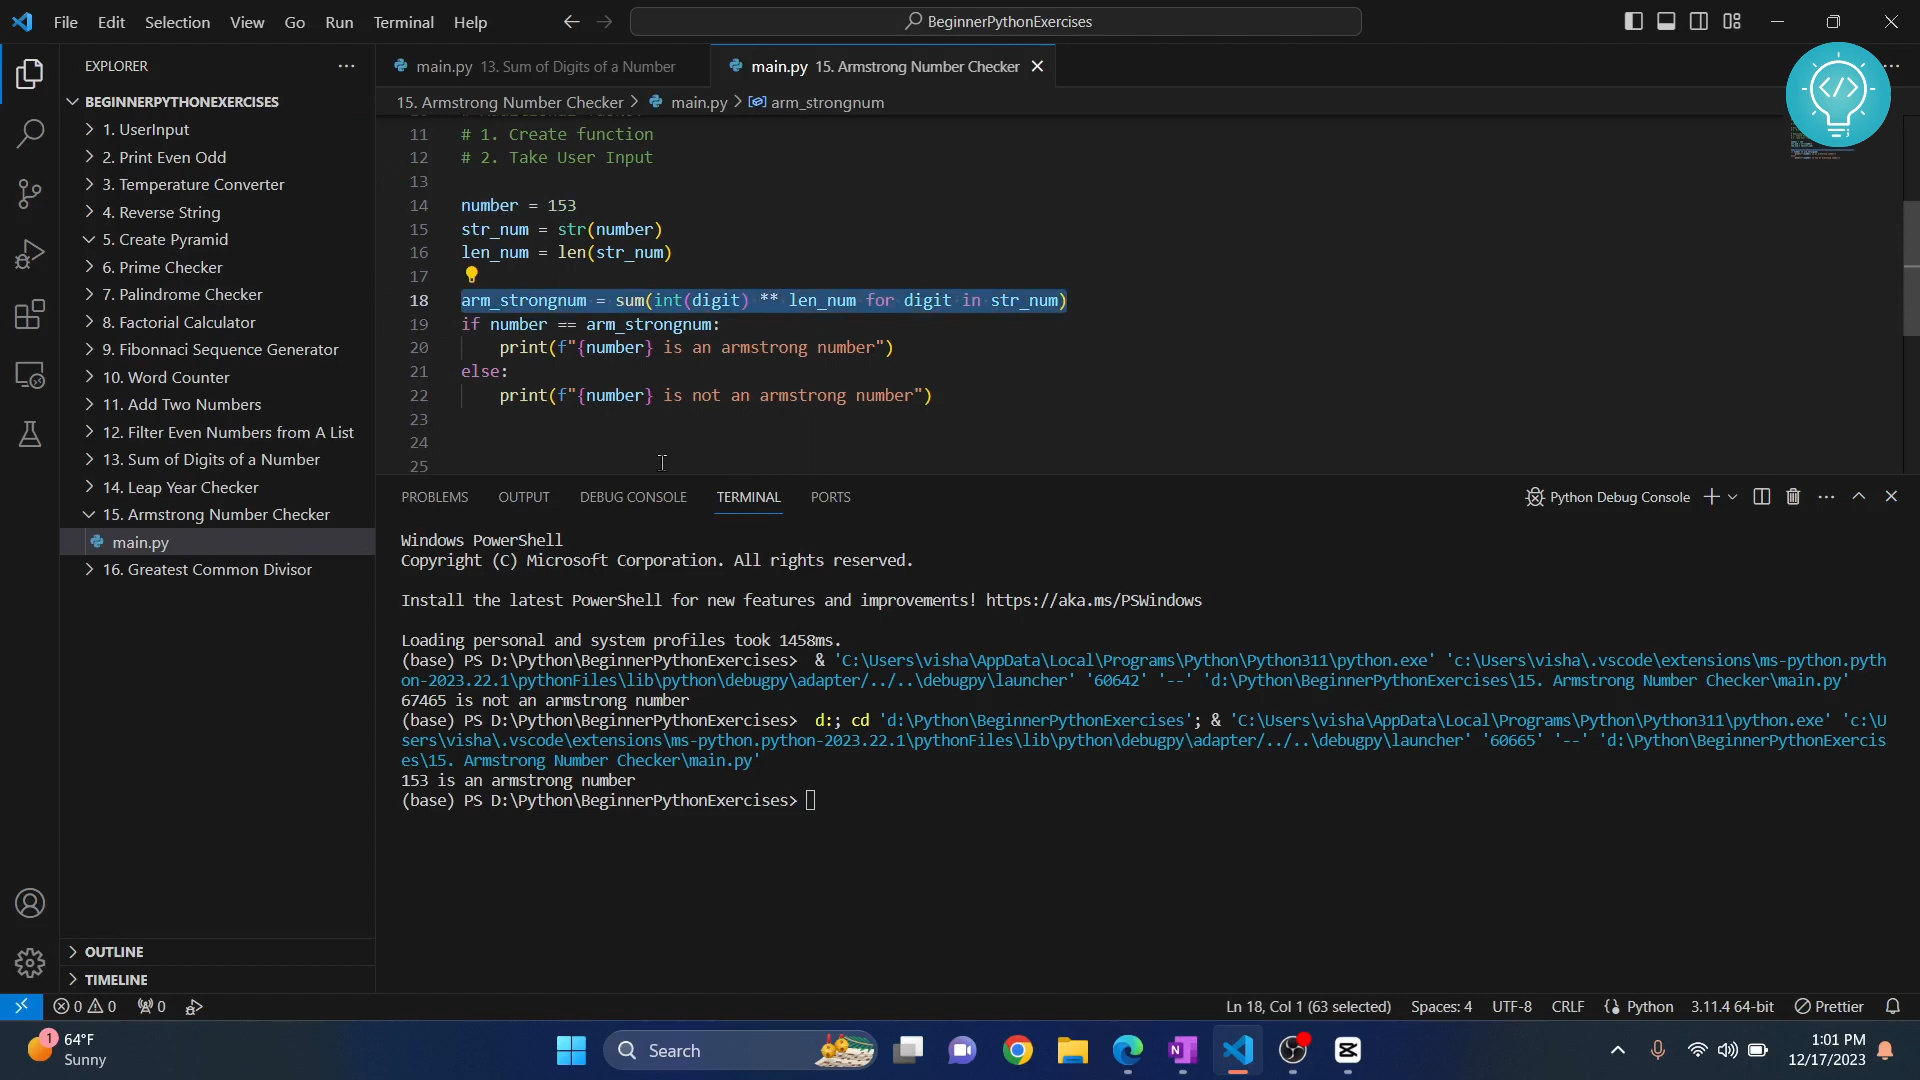 File Edit Selection View Go Run Terminal Help
BeginnerPythonExercises
EXPLORER
BEGINNERPYTHONEXERCISES
1. UserInput
2. Print Even Odd
3. Temperature Converter
4. Reverse String
5. Create Pyramid
6. Prime Checker
7. Palindrome Checker
8. Factorial Calculator
9. Fibonnaci Sequence Generator
10. Word Counter
11. Add Two Numbers
12. Filter Even Numbers from A List
13. Sum of Digits of a Number
14. Leap Year Checker
15. Armstrong Number Checker
main.py
16. Greatest Common Divisor
OUTLINE
TIMELINE
main.py 13. Sum of Digits of a Number
main.py 15. Armstrong Number Checker
15. Armstrong Number Checker > main.py > arm_strongnum
11 # 1. Create function
12 # 2. Take User Input
13
14 number = 153
15 str_num = str(number)
16 len_num = len(str_num)
17
18 arm_strongnum = sum(int(digit) ** len_num for digit in str_num)
19 if number == arm_strongnum:
20 print(f"{number} is an armstrong number")
21 else:
22 print(f"{number} is not an armstrong number")
23
24
25
PROBLEMS OUTPUT DEBUG CONSOLE TERMINAL PORTS
Python Debug Console
Windows PowerShell
Copyright (C) Microsoft Corporation. All rights reserved.
Install the latest PowerShell for new features and improvements! https://aka.ms/PSWindows
Loading personal and system profiles took 1458ms.
(base) PS D:\Python\BeginnerPythonExercises> & 'C:\Users\visha\AppData\Local\Programs\Python\Python311\python.exe' 'c:\Users\visha\.vscode\extensions\ms-python.pyth
on-2023.22.1\pythonFiles\lib\python\debugpy\adapter/../..\debugpy\launcher' '60642' '--' 'd:\Python\BeginnerPythonExercises\15. Armstrong Number Checker\main.py'
67465 is not an armstrong number
(base) PS D:\Python\BeginnerPythonExercises> d:; cd 'd:\Python\BeginnerPythonExercises'; & 'C:\Users\visha\AppData\Local\Programs\Python\Python311\python.exe' 'c:\U
sers\visha\.vscode\extensions\ms-python.python-2023.22.1\pythonFiles\lib\python\debugpy\adapter/../..\debugpy\launcher' '60665' '--' 'd:\Python\BeginnerPythonExercis
es\15. Armstrong Number Checker\main.py'
153 is an armstrong number
(base) PS D:\Python\BeginnerPythonExercises>
0 0 0
Ln 18, Col 1 (63 selected) Spaces: 4 UTF-8 CRLF Python 3.11.4 64-bit Prettier
1
64°F
Sunny
Search
1:01 PM
12/17/2023